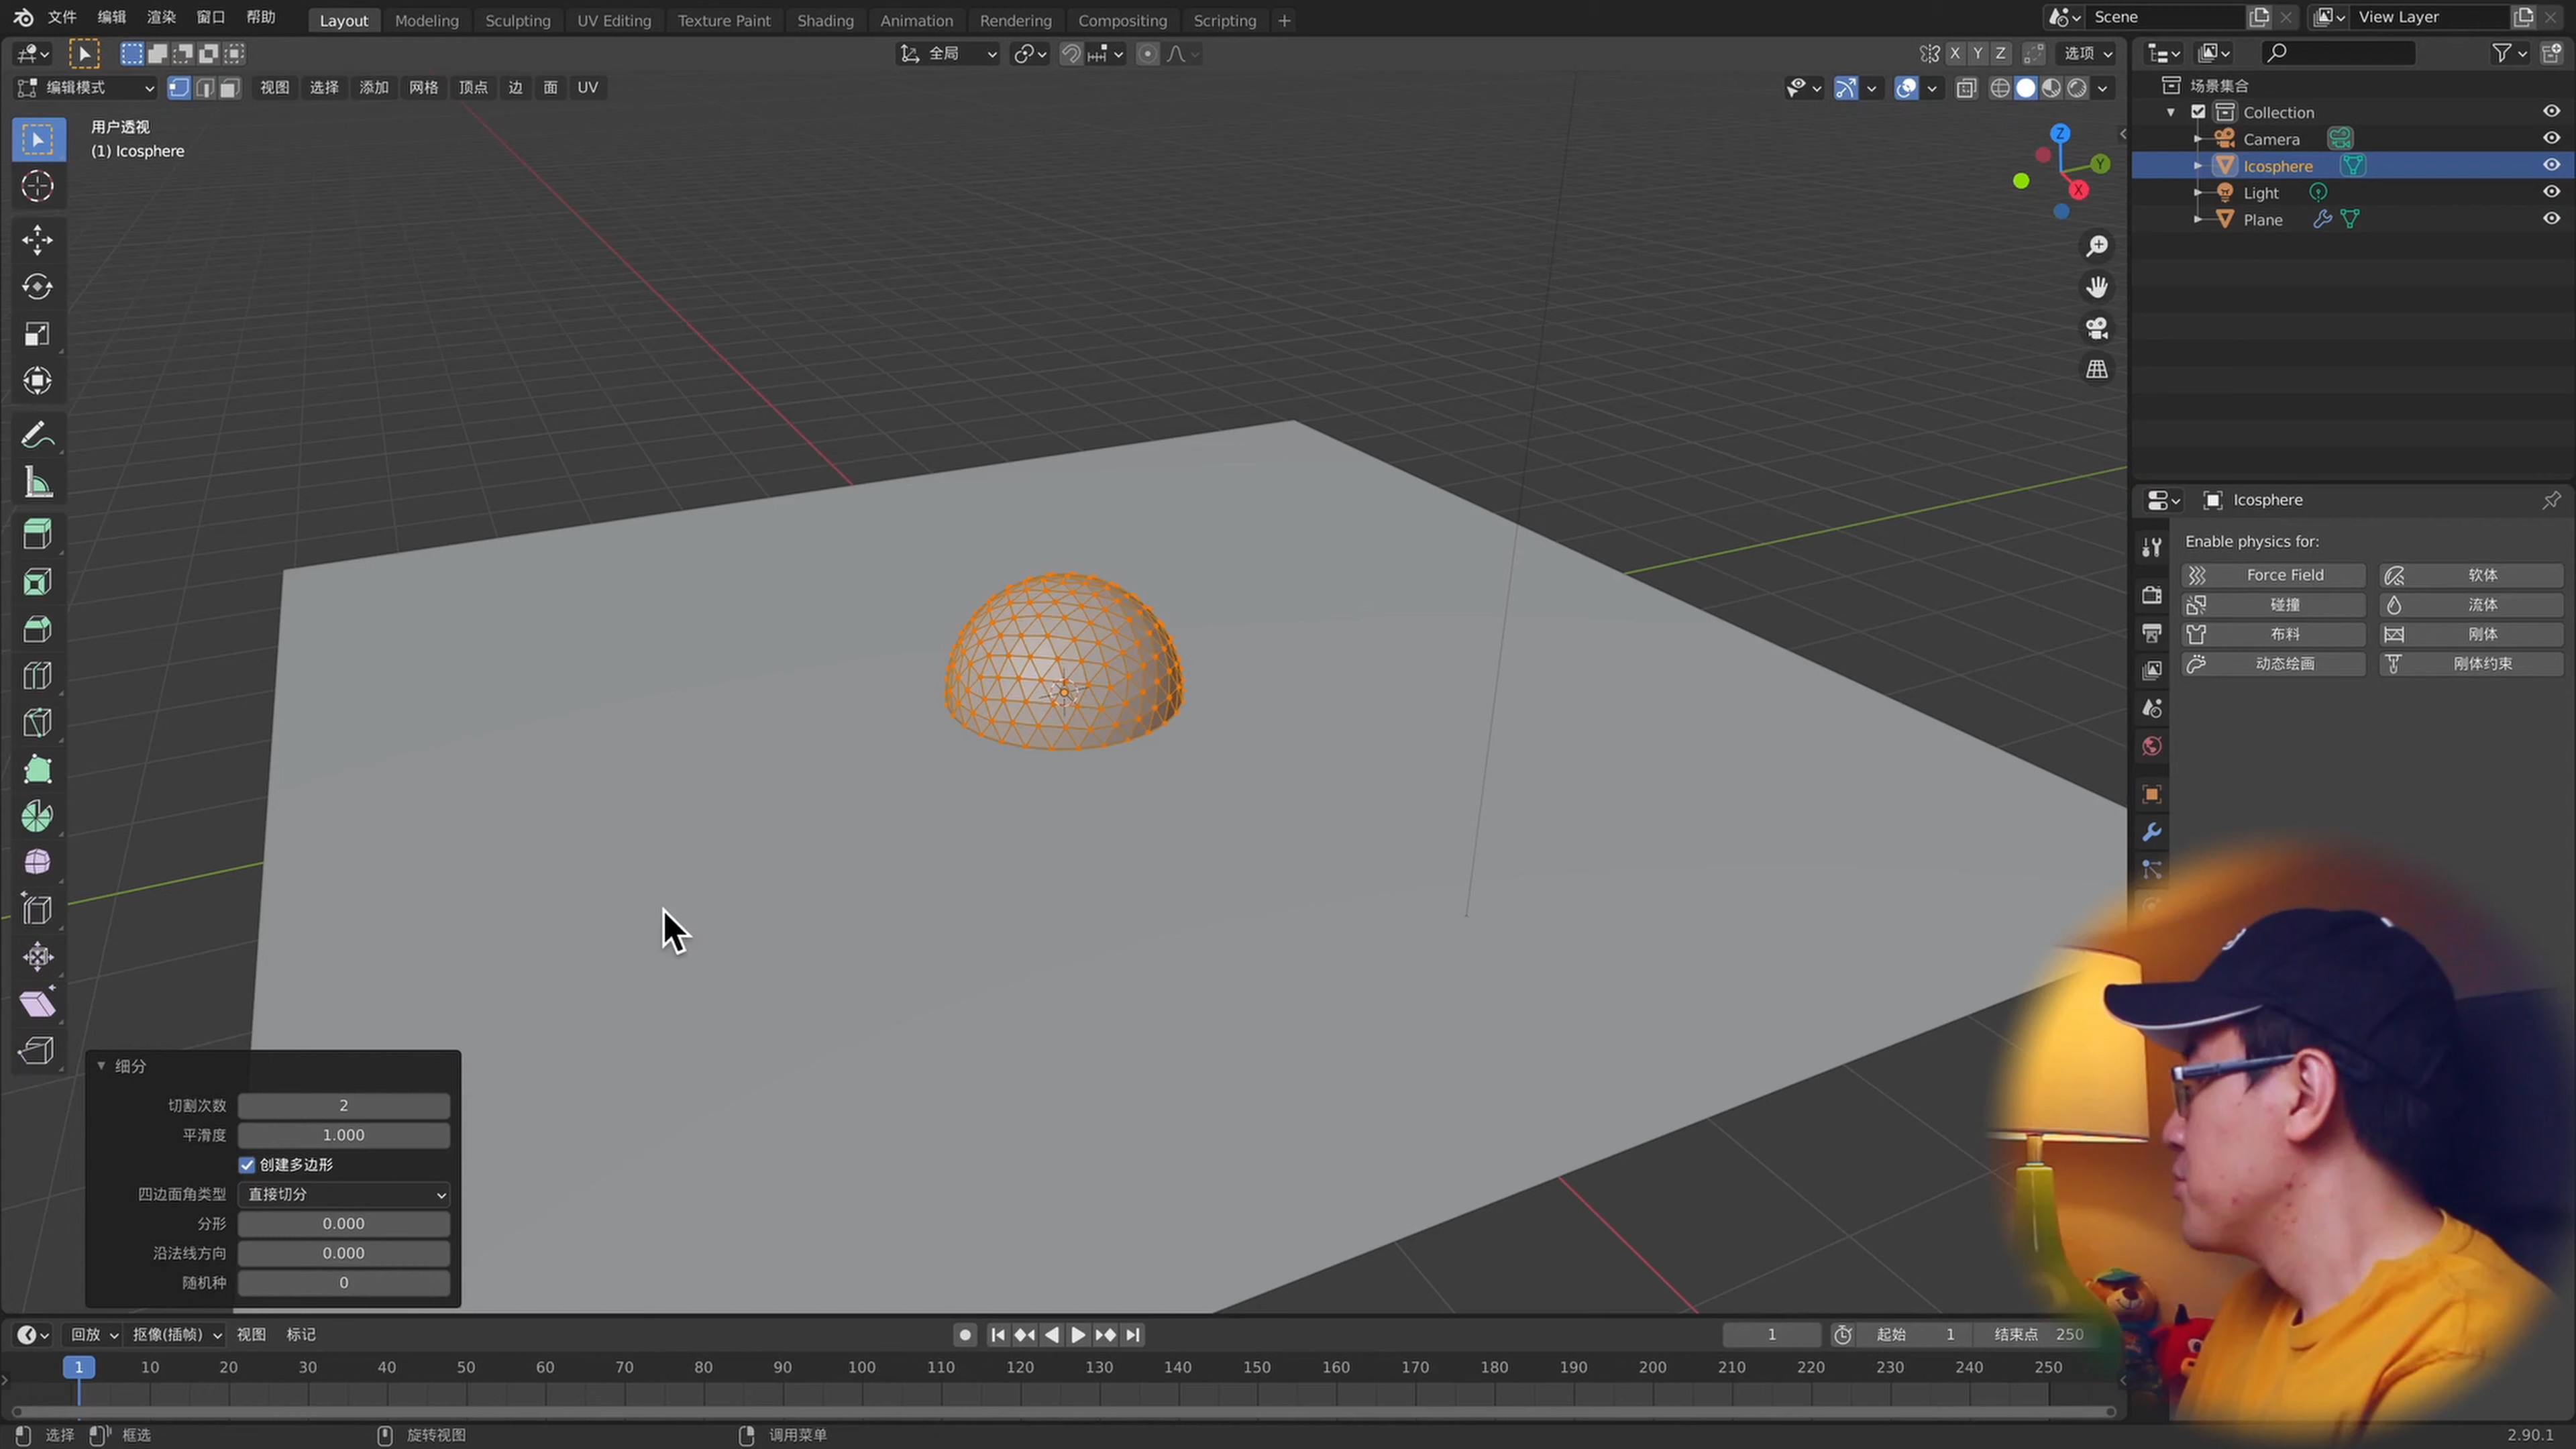 文件 编辑 渲染 窗口 帮助 Layout Modeling Sculpting UV Editing Texture Paint Shading Animation Rendering Compositing Scripting + Scene View Layer
全局 X Y Z 选项
编辑模式 视图 选择 添加 网格 顶点 边 面 UV
用户透视
(1) Icosphere
Z
Y
X
场景集合
Collection
Camera
Icosphere
Light
Plane
Icosphere
Enable physics for:
Force Field 软体
碰撞 流体
布料 刚体
动态绘画 刚体约束
细分
切割次数 2
平滑度 1.000
创建多边形
四边面角类型 直接切分
分形 0.000
沿法线方向 0.000
随机种 0
回放 抠像(插帧) 视图 标记 1 起始 1 结束点 250
1 10 20 30 40 50 60 70 80 90 100 110 120 130 140 150 160 170 180 190 200 210 220 230 240 250
选择 框选 旋转视图 调用菜单 2.90.1